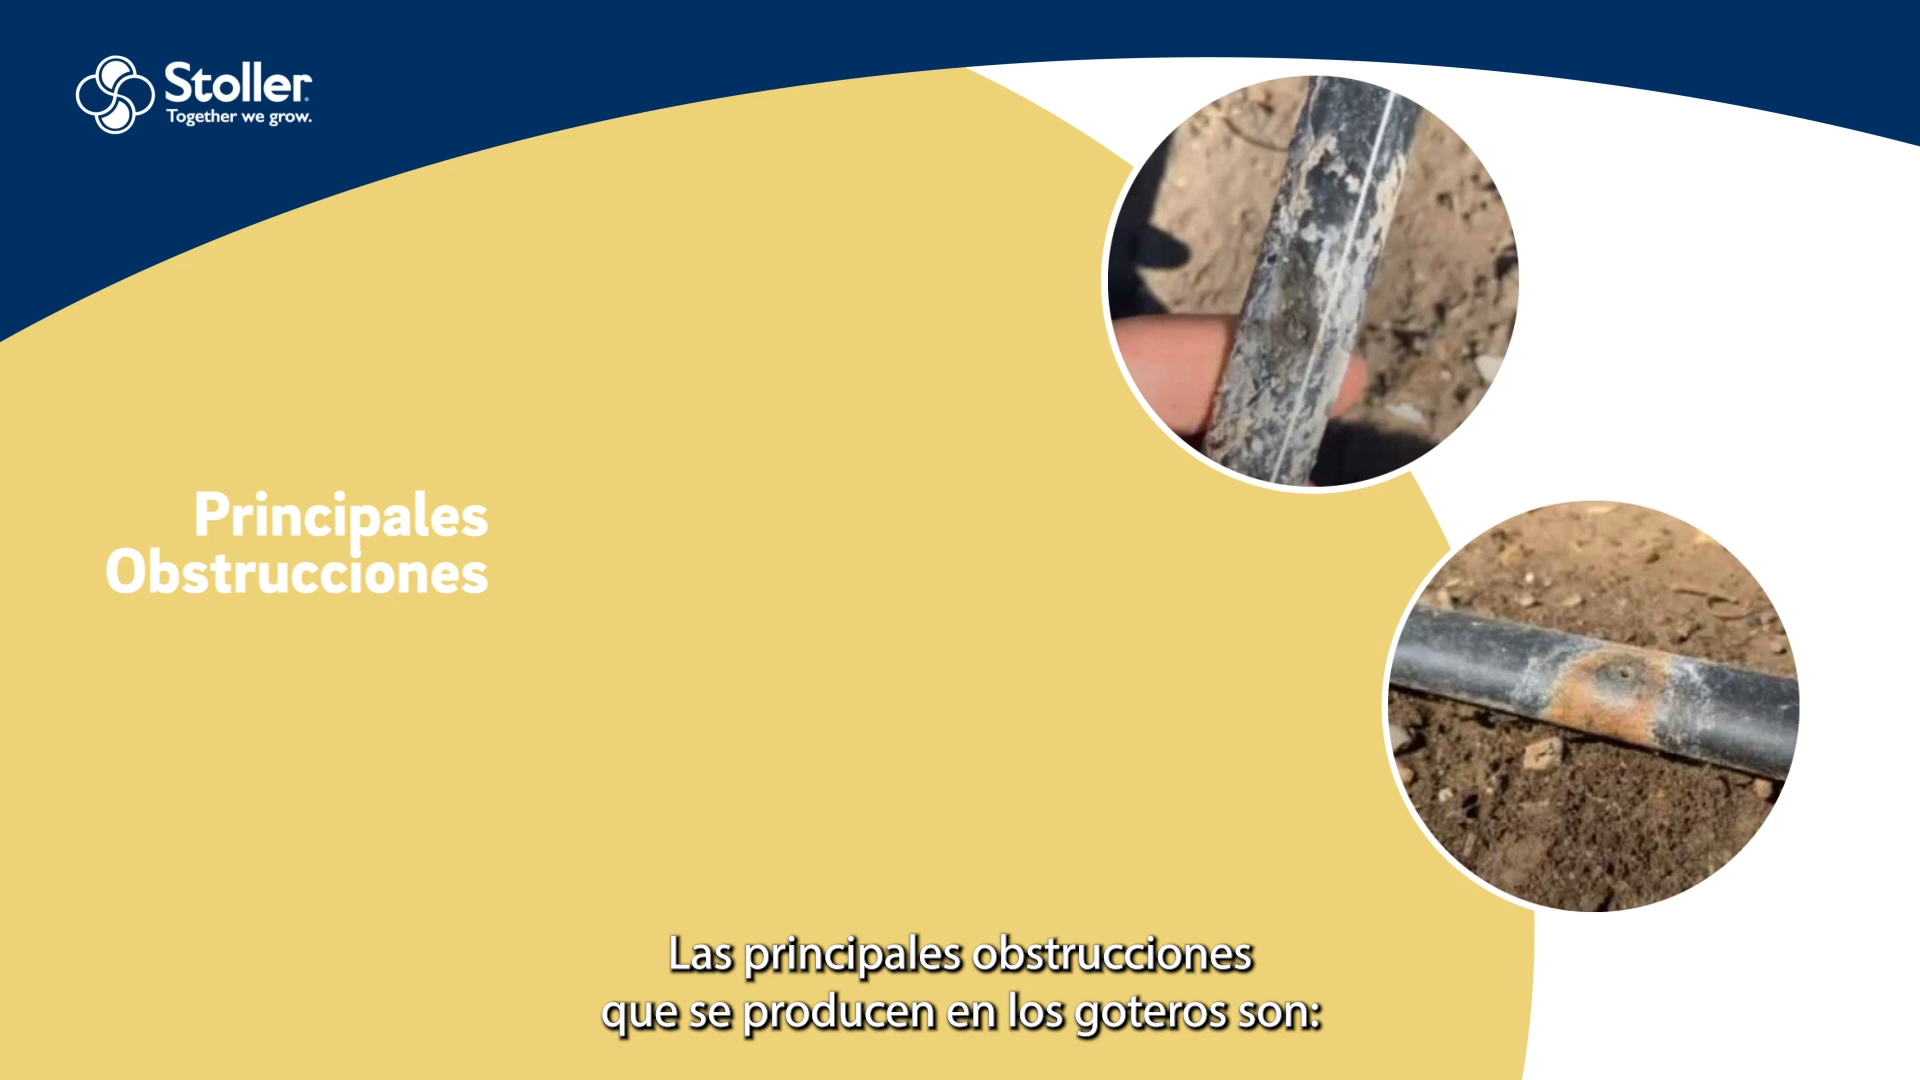 Stoller
Together we grow.
Principales
Obstrucciones
Las principales obstrucciones
que se producen en los goteros son: